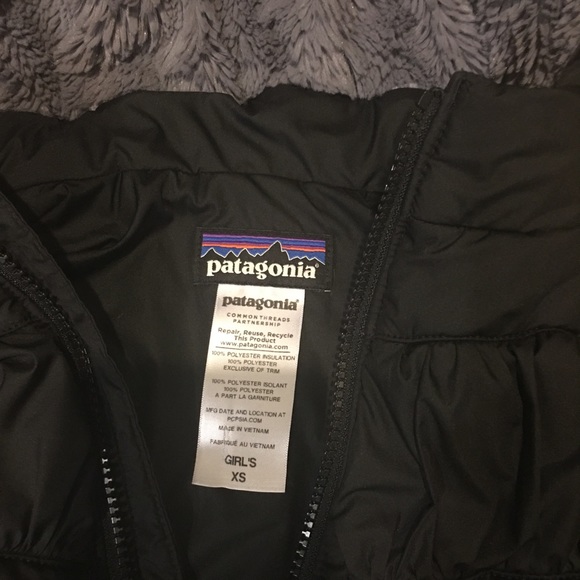 patagonia®
patagonia®
COMMON THREADS
PARTNERSHIP
Repair, Reuse, Recycle
This Product
www.patagonia.com
100% POLYESTER INSULATION
100% POLYESTER
EXCLUSIVE OF TRIM
100% POLYESTER ISOLANT
100% POLYESTER
A PART LA GARNITURE
MFG DATE AND LOCATION AT
PCPSIA.COM
MADE IN VIETNAM
FABRIQUÉ AU VIETNAM
GIRL'S
XS